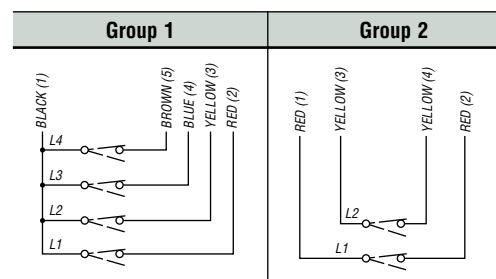 Group 1
BLACK (1)
BROWN (5)
BLUE (4)
YELLOW (3)
RED (2)
L4
L3
L2
L1
Group 2
RED (1)
YELLOW (3)
YELLOW (4)
RED (2)
L2
L1